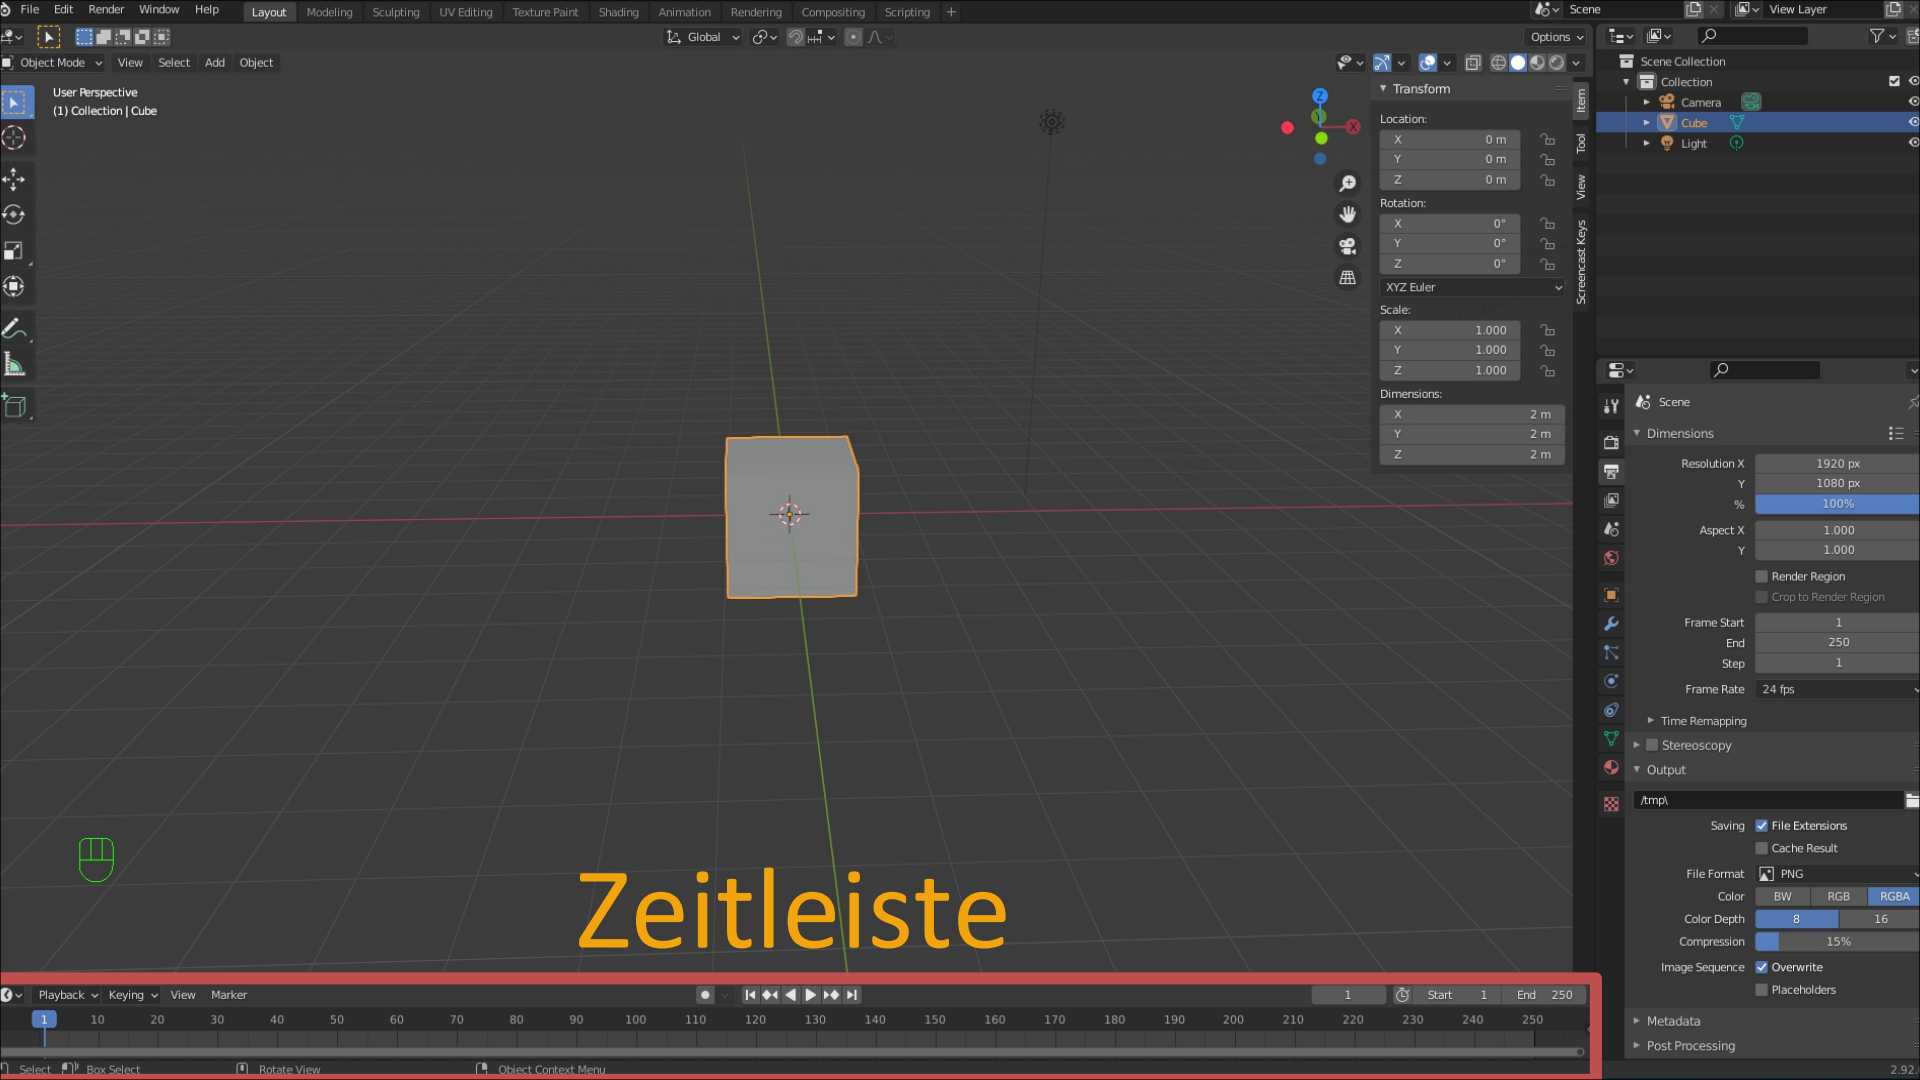 File Edit Render Window Help Layout Modeling Sculpting UV Editing Texture Paint Shading Animation Rendering Compositing Scripting + Scene View Layer
Global Options
Object Mode View Select Add Object
User Perspective
(1) Collection | Cube
Z
X
Transform
Location:
X 0 m
Y 0 m
Z 0 m
Rotation:
X 0°
Y 0°
Z 0°
XYZ Euler
Scale:
X 1.000
Y 1.000
Z 1.000
Dimensions:
X 2 m
Y 2 m
Z 2 m
Item
Tool
View
Screencast Keys
Scene Collection
Collection
Camera
Cube
Light
Scene
Dimensions
Resolution X 1920 px
Y 1080 px
% 100%
Aspect X 1.000
Y 1.000
Render Region
Crop to Render Region
Frame Start 1
End 250
Step 1
Frame Rate 24 fps
Time Remapping
Stereoscopy
Output
/tmp\
Saving File Extensions
Cache Result
File Format PNG
Color BW RGB RGBA
Color Depth 8 16
Compression 15%
Image Sequence Overwrite
Placeholders
Metadata
Post Processing
Zeitleiste
Playback Keying View Marker 1 Start 1 End 250
1 10 20 30 40 50 60 70 80 90 100 110 120 130 140 150 160 170 180 190 200 210 220 230 240 250
Select Box Select Rotate View Object Context Menu 2.92.